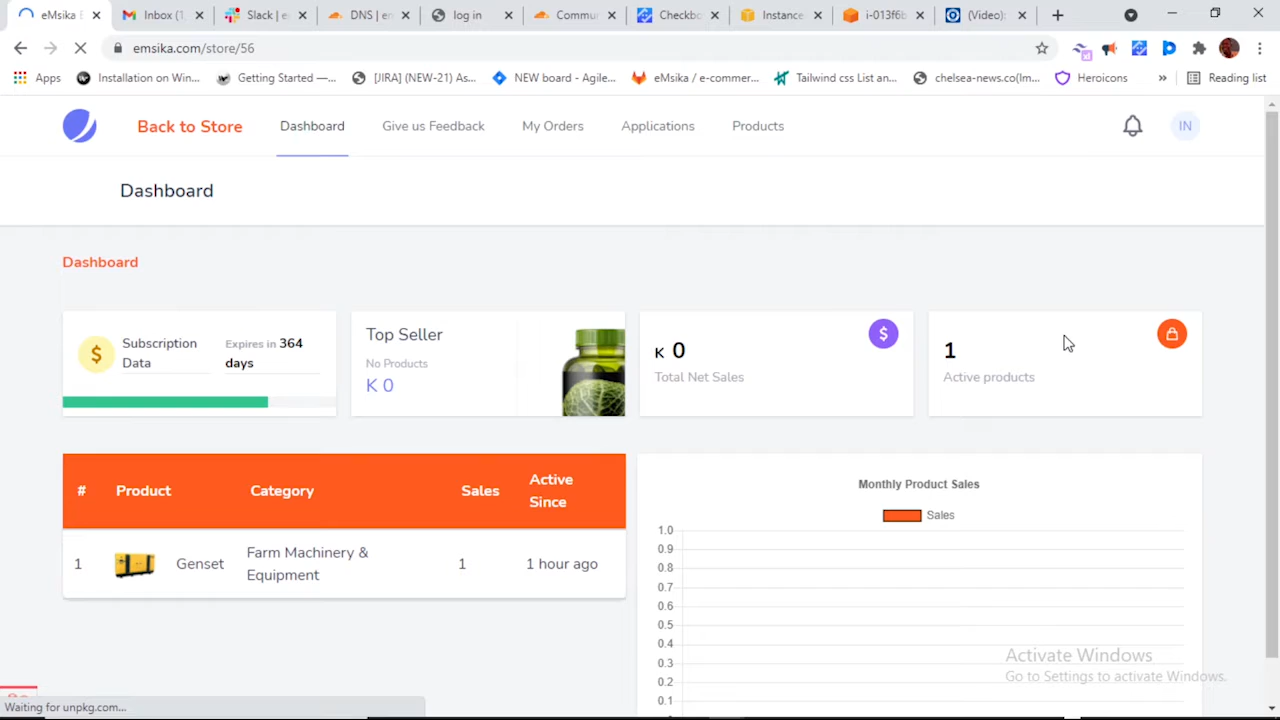 eMsika E
Inbox (1
Slack | e
DNS | en
log in
Commu
Checkb
Instance
i-013f6b
(Video):
emsika.com/store/56
Apps
Installation on Win...
Getting Started —...
[JIRA] (NEW-21) As...
NEW board - Agile...
eMsika / e-commer...
Tailwind css List an...
chelsea-news.co(Im...
Heroicons
»
Reading list
Back to Store
Dashboard
Give us Feedback
My Orders
Applications
Products
IN
Dashboard
Dashboard
$
Subscription
Data
Expires in 364
days
Top Seller
No Products
K 0
K 0
Total Net Sales
$
1
Active products
# Product Category Sales Active
Since
1 Genset Farm Machinery &
Equipment 1 1 hour ago
Monthly Product Sales
Sales
1.0
0.9
0.8
0.7
0.6
0.5
0.4
0.3
0.2
0.1
Activate Windows
Go to Settings to activate Windows.
Waiting for unpkg.com...